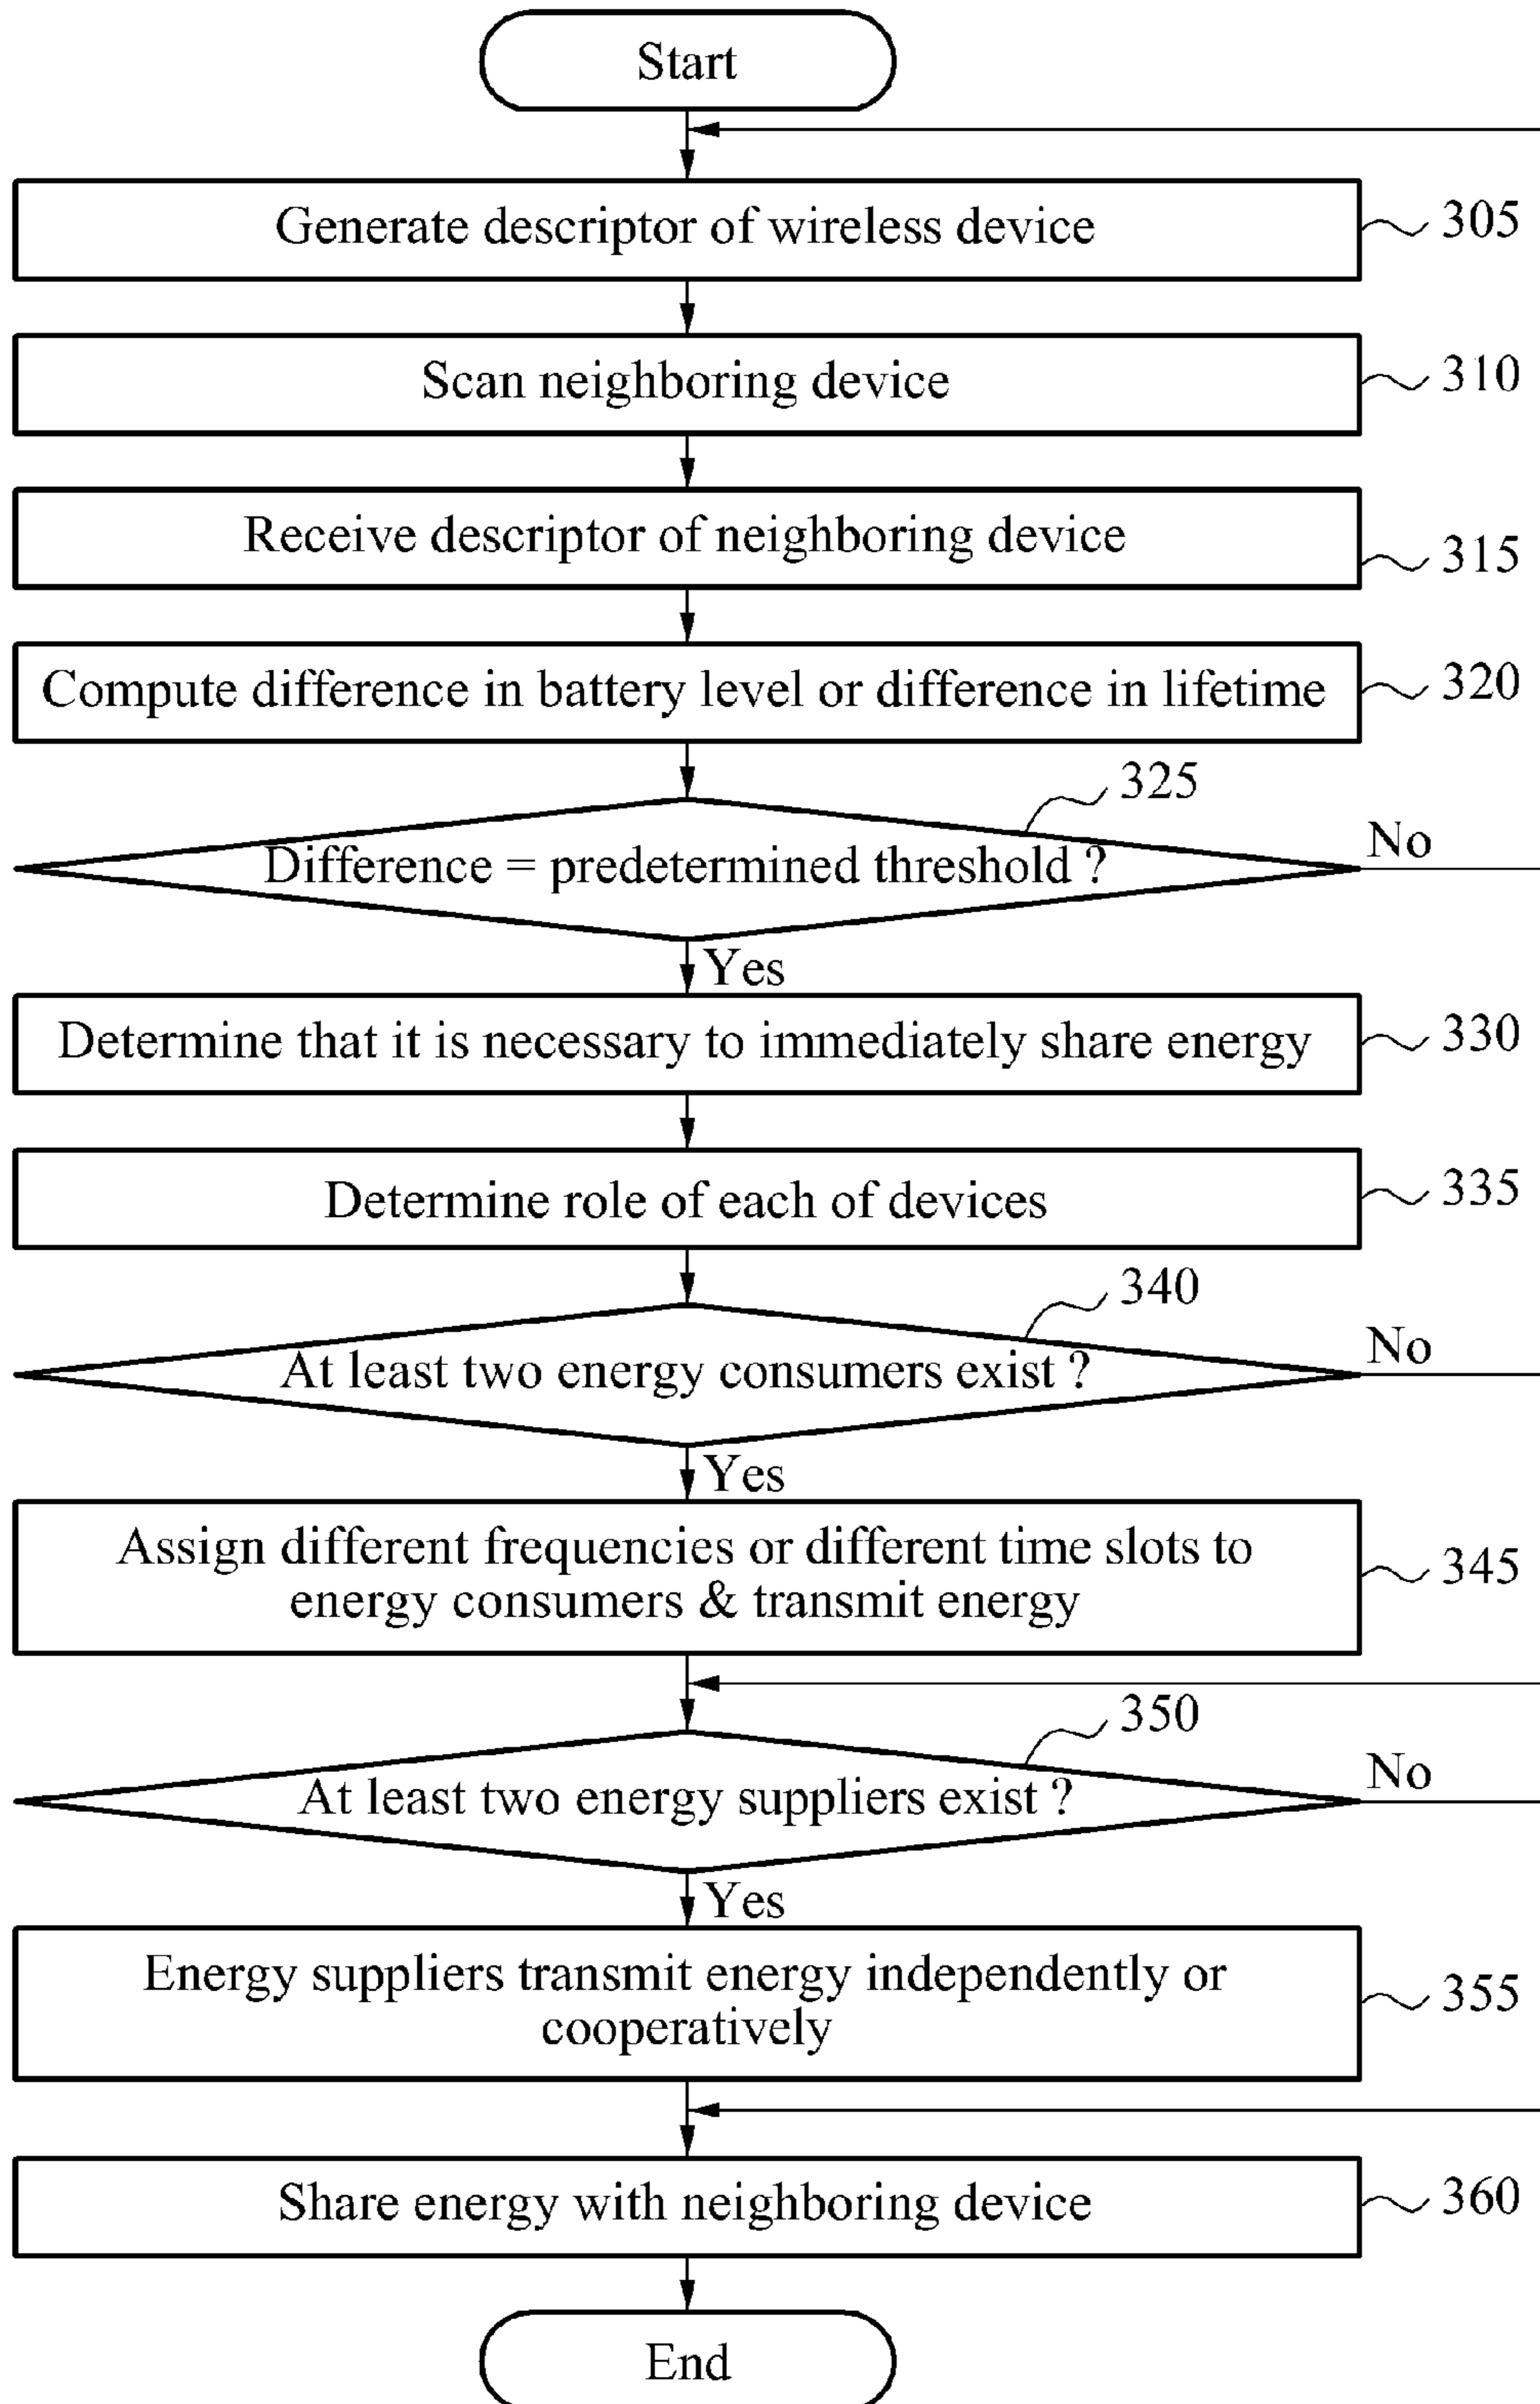 Start
Generate descriptor of wireless device
305
Scan neighboring device
310
Receive descriptor of neighboring device
315
Compute difference in battery level or difference in lifetime
320
325
Difference = predetermined threshold ?
No
Yes
Determine that it is necessary to immediately share energy
330
Determine role of each of devices
335
340
At least two energy consumers exist ?
No
Yes
Assign different frequencies or different time slots to
energy consumers & transmit energy
345
350
At least two energy suppliers exist ?
No
Yes
Energy suppliers transmit energy independently or
cooperatively
355
Share energy with neighboring device
360
End